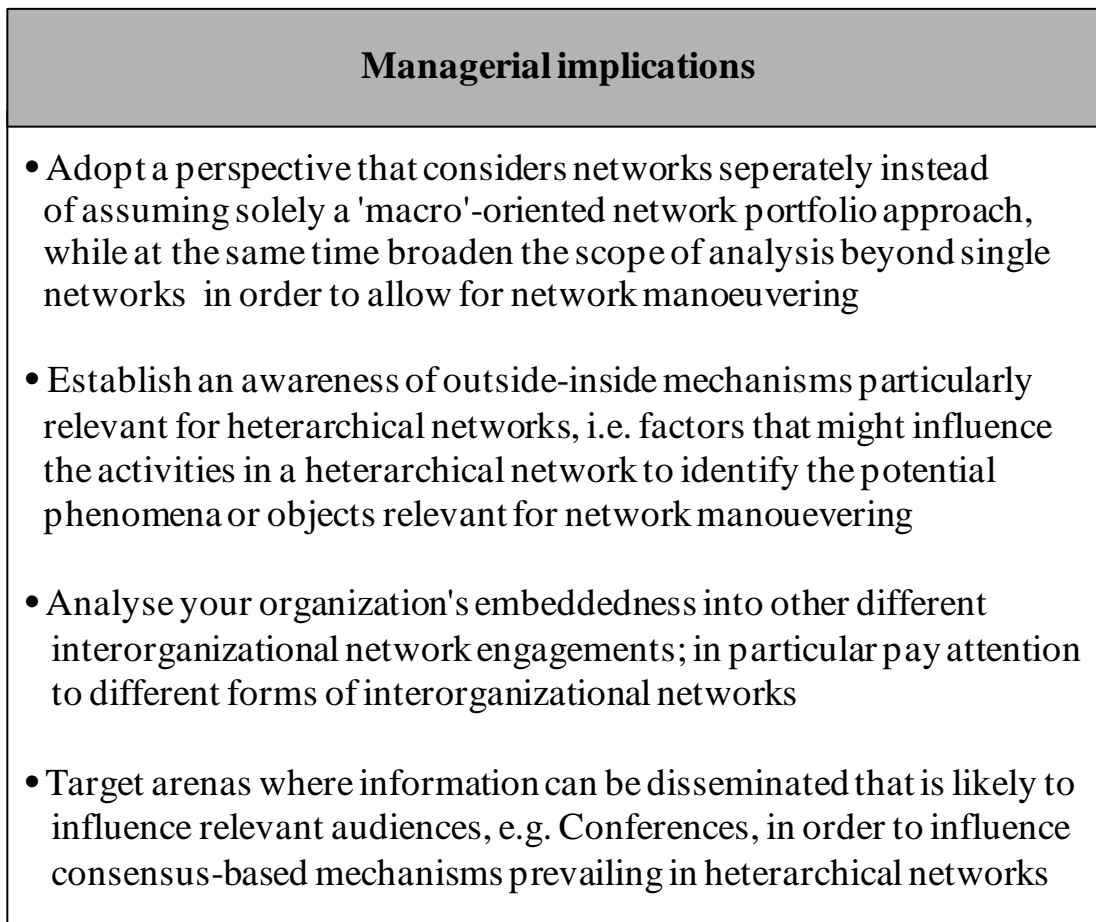 Managerial implications
• Adopt a perspective that considers networks seperately instead
of assuming solely a 'macro'-oriented network portfolio approach,
while at the same time broaden the scope of analysis beyond single
networks in order to allow for network manoeuvering
• Establish an awareness of outside-inside mechanisms particularly
relevant for heterarchical networks, i.e. factors that might influence
the activities in a heterarchical network to identify the potential
phenomena or objects relevant for network manouevering
• Analyse your organization's embeddedness into other different
interorganizational network engagements; in particular pay attention
to different forms of interorganizational networks
• Target arenas where information can be disseminated that is likely to
influence relevant audiences, e.g. Conferences, in order to influence
consensus-based mechanisms prevailing in heterarchical networks